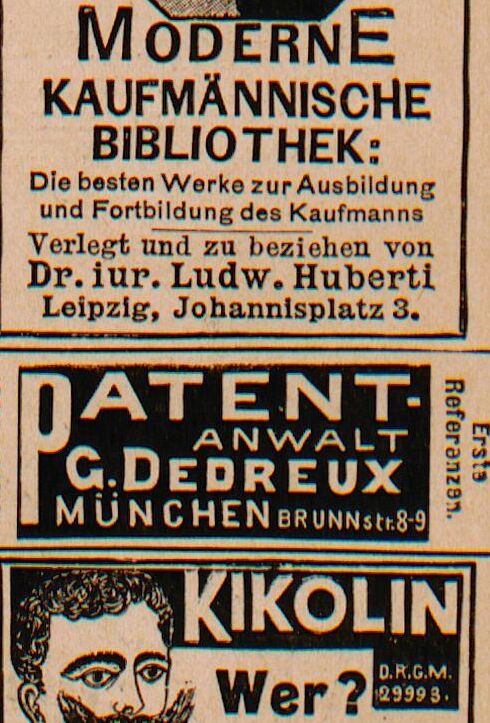 MODERNE
KAUFMÄNNISCHE
BIBLIOTHEK:
Die besten Werke zur Ausbildung
und Fortbildung des Kaufmanns
Verlegt und zu beziehen von
Dr. iur. Ludw. Huberti
Leipzig, Johannisplatz 3.
PATENT-
ANWALT
G. DEDREUX
MÜNCHEN BRUNNstr.8-9
Erste
Referenzen.
KIKOLIN
Wer?
D.R.G.M.
29993.